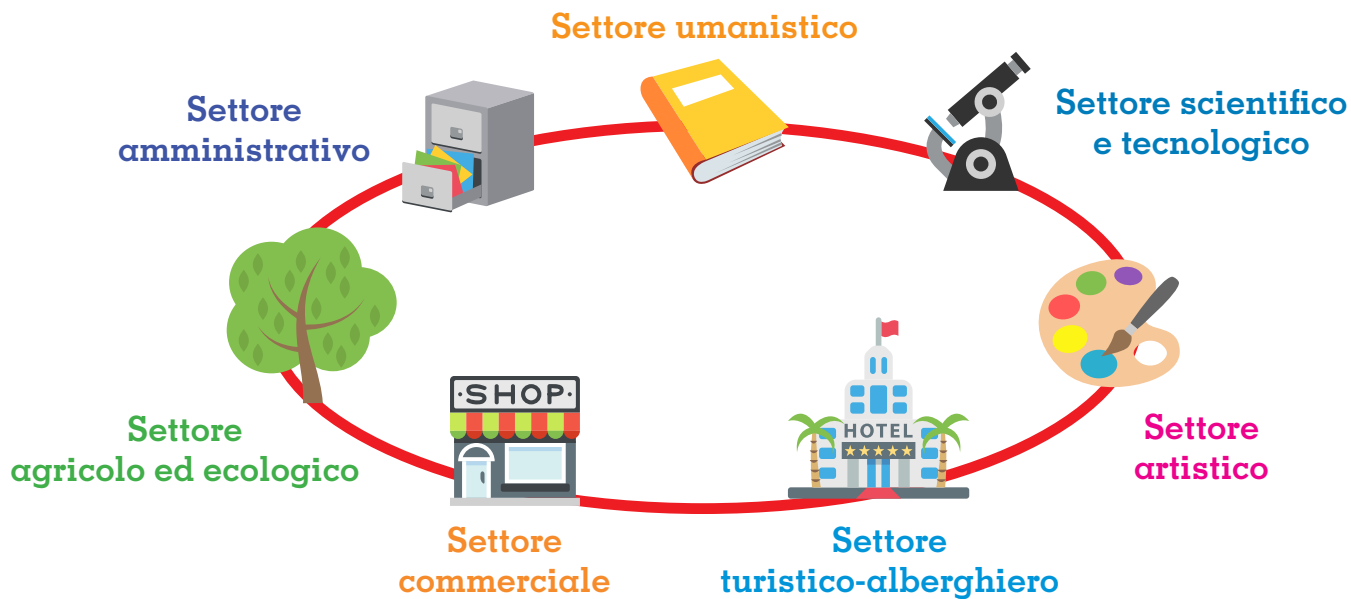 Settore umanistico
Settore
amministrativo
Settore scientifico
e tecnologico
Settore
artistico
HOTEL
Settore
turistico-alberghiero
·SHOP·
Settore
commerciale
Settore
agricolo ed ecologico